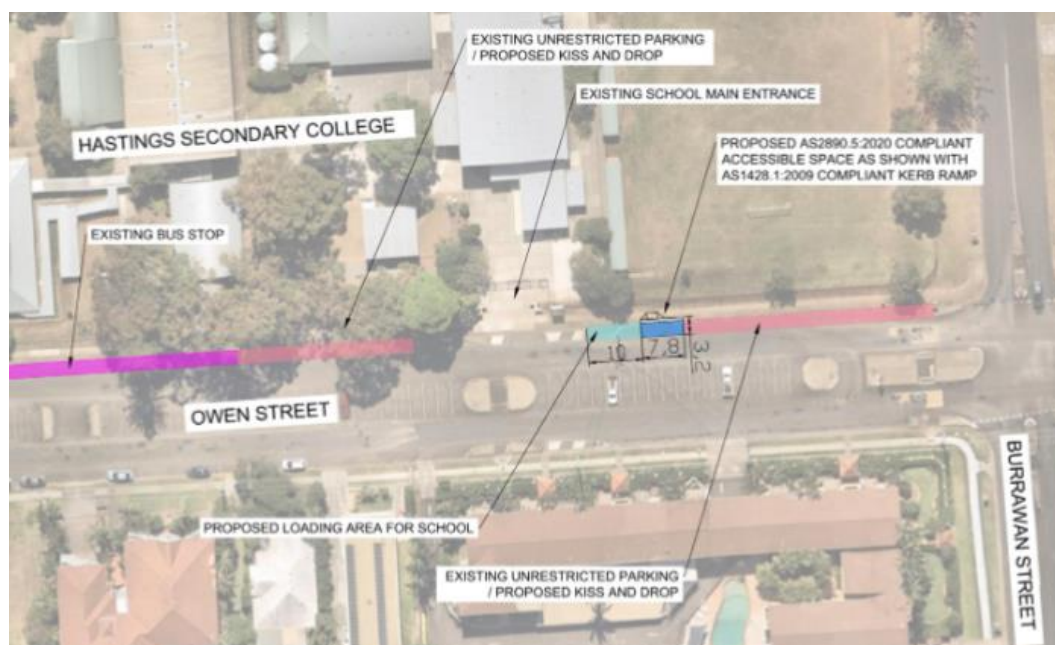 EXISTING UNRESTRICTED PARKING
/ PROPOSED KISS AND DROP
EXISTING SCHOOL MAIN ENTRANCE
HASTINGS SECONDARY COLLEGE
PROPOSED AS2890.5:2020 COMPLIANT
ACCESSIBLE SPACE AS SHOWN WITH
AS1428.1:2009 COMPLIANT KERB RAMP
EXISTING BUS STOP
10
7,8
3,2
OWEN STREET
BURRAWAN STREET
PROPOSED LOADING AREA FOR SCHOOL
EXISTING UNRESTRICTED PARKING
/ PROPOSED KISS AND DROP